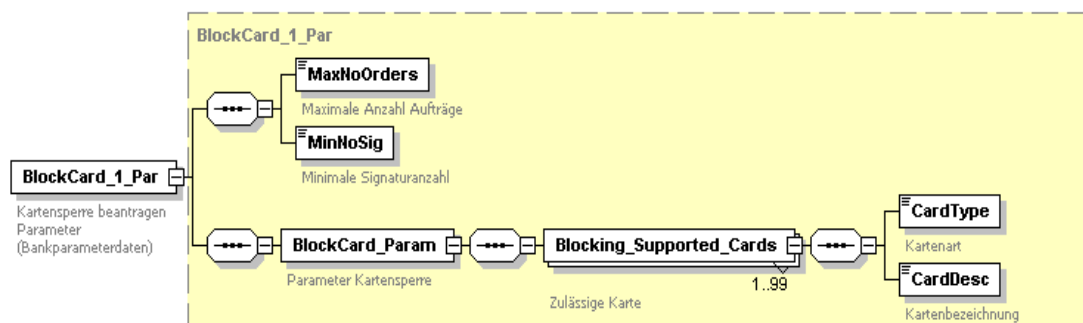 BlockCard_1_Par
MaxNoOrders
Maximale Anzahl Aufträge
MinNoSig
Minimale Signaturanzahl
BlockCard_1_Par
Kartensperre beantragen
Parameter
(Bankparameterdaten)
BlockCard_Param
Parameter Kartensperre
Blocking_Supported_Cards
1..99
Zulässige Karte
CardType
Kartenart
CardDesc
Kartenbezeichnung